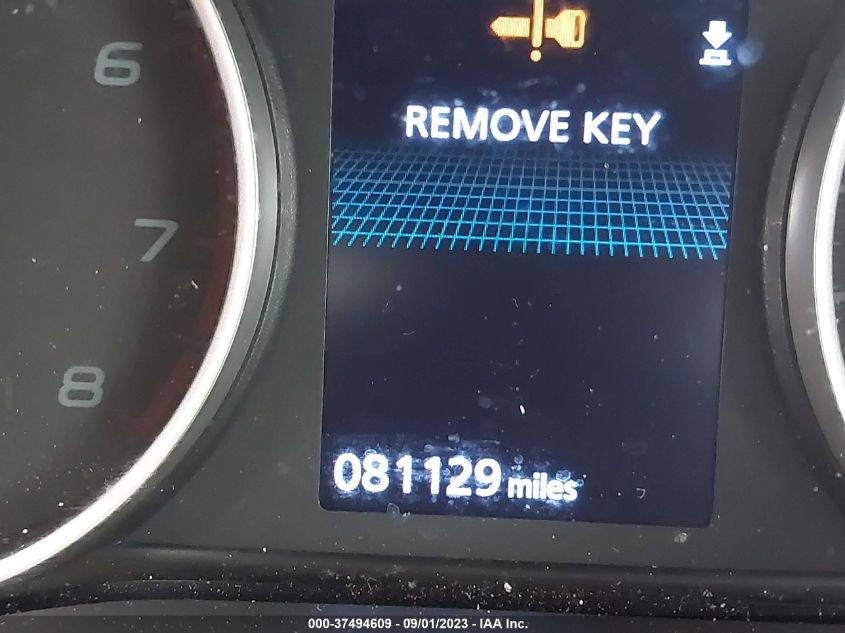 6
REMOVE KEY
7
8
081129 miles
000-37494609 - 09/01/2023 - IAA Inc.